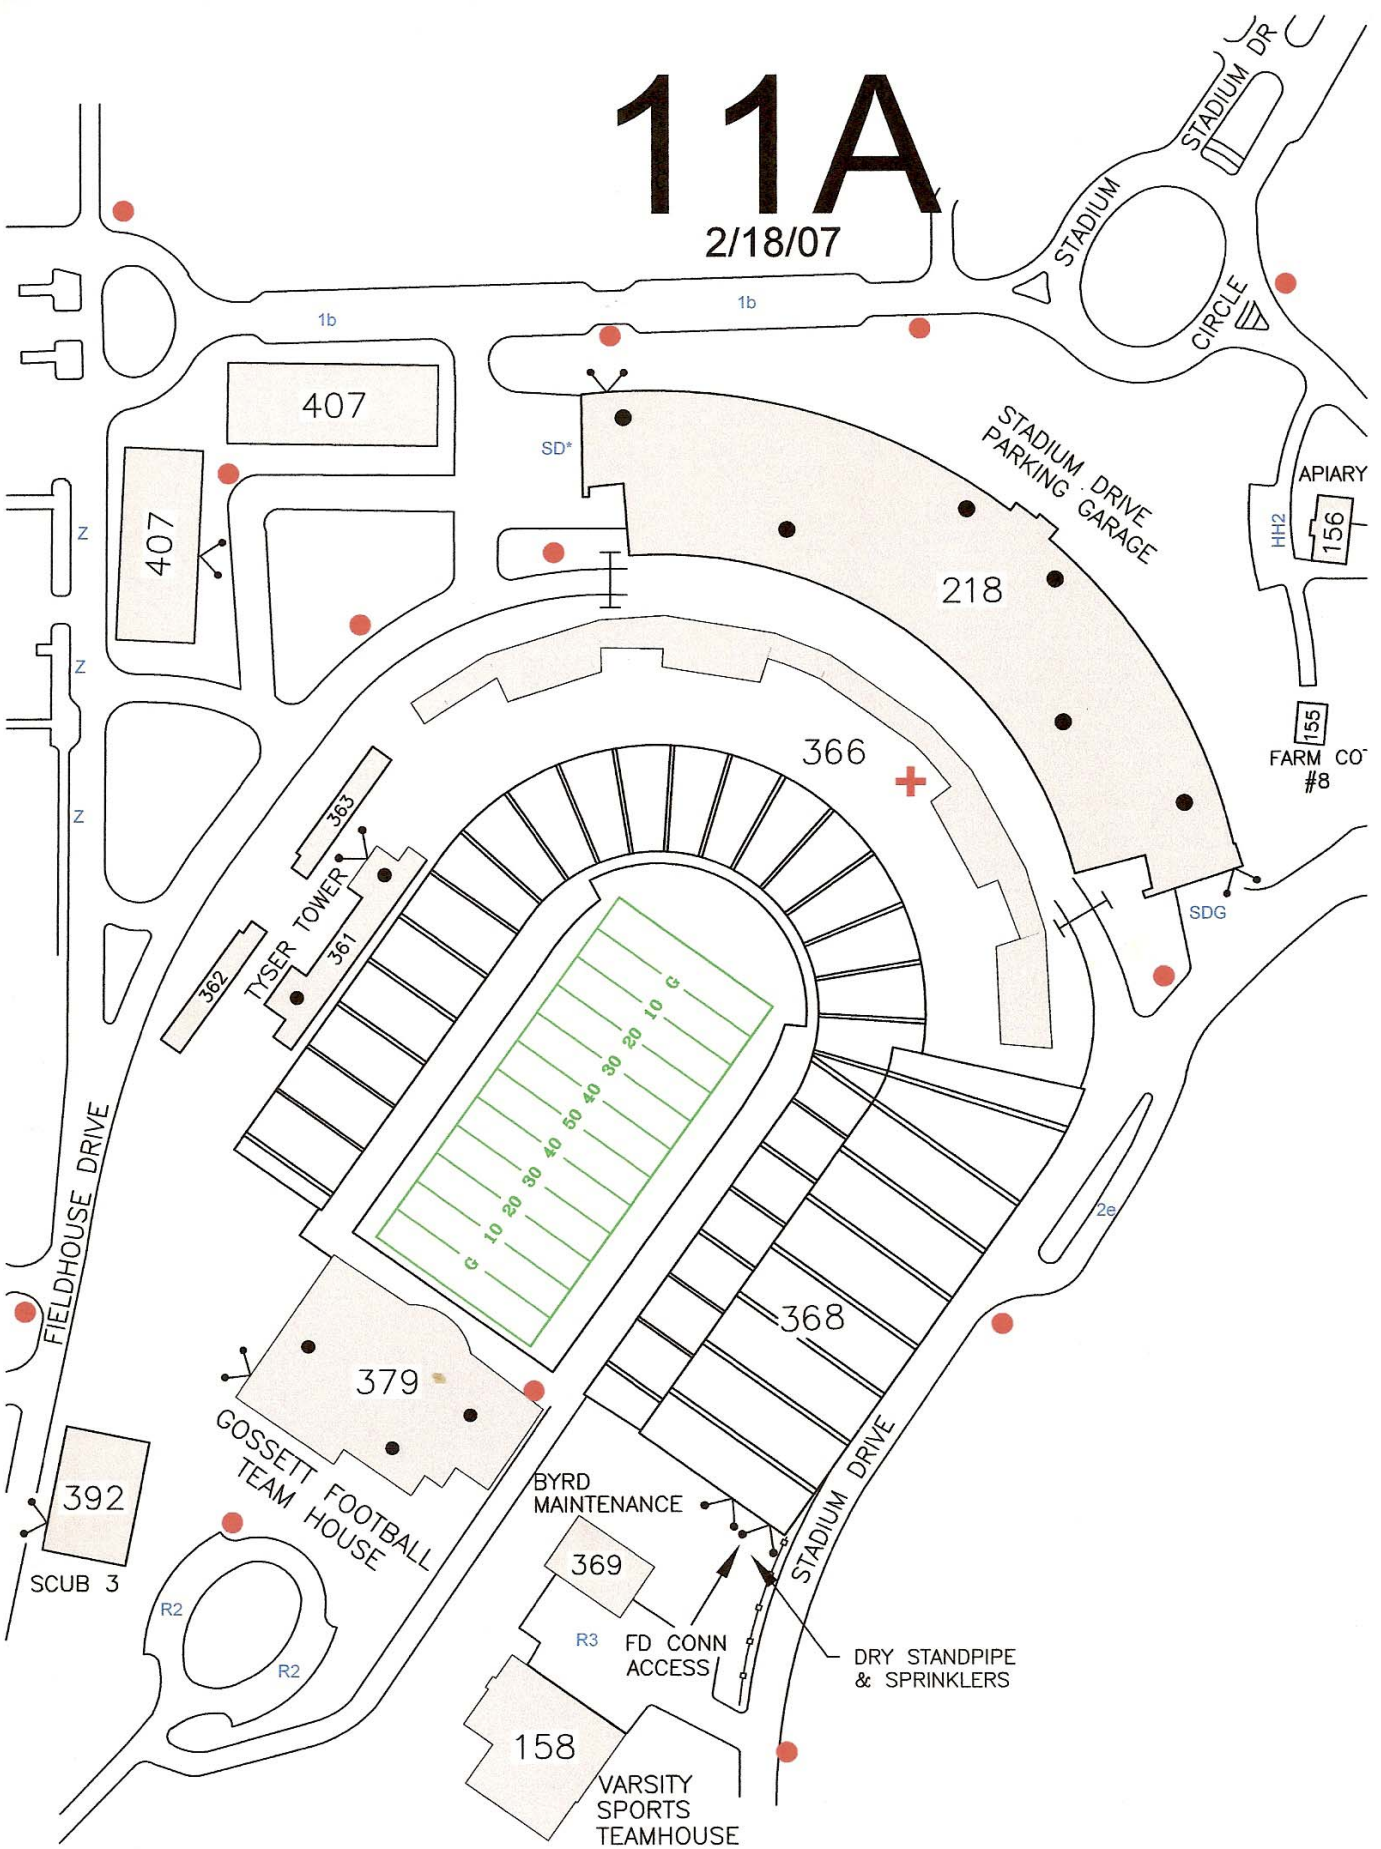 11A
2/18/07
STADIUM DR
STADIUM
CIRCLE
1b
1b
407
SD*
STADIUM DRIVE
PARKING GARAGE
APIARY
156
HH2
407
Z
218
Z
155
FARM CO
#8
366
363
Z
TYSER TOWER
361
362
SDG
G
10
20
30
40
50
40
30
20
10
G
FIELDHOUSE DRIVE
2e
368
379
GOSSETT FOOTBALL
TEAM HOUSE
STADIUM DRIVE
BYRD
MAINTENANCE
392
SCUB 3
369
R2
R3
FD CONN
ACCESS
DRY STANDPIPE
& SPRINKLERS
R2
158
VARSITY
SPORTS
TEAMHOUSE